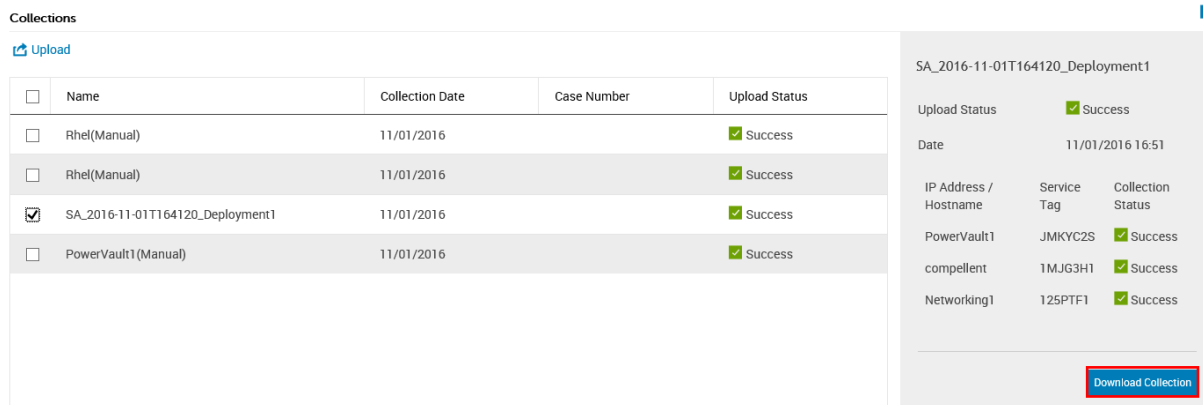 Collections
Upload
Name Collection Date Case Number Upload Status
Rhel(Manual) 11/01/2016 Success
Rhel(Manual) 11/01/2016 Success
SA_2016-11-01T164120_Deployment1 11/01/2016 Success
PowerVault1(Manual) 11/01/2016 Success
SA_2016-11-01T164120_Deployment1
Upload Status Success
Date 11/01/2016 16:51
IP Address / Service Collection
Hostname Tag Status
PowerVault1 JMKYC2S Success
compellent 1MJG3H1 Success
Networking1 125PTF1 Success
Download Collection